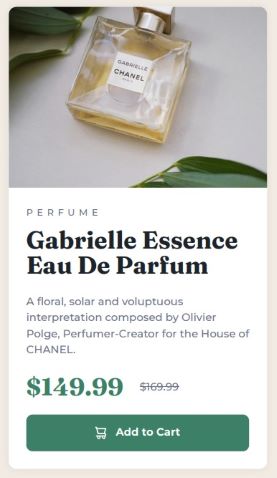 GABRIELLE
CHANEL
PERFUME
Gabrielle Essence
Eau De Parfum
A floral, solar and voluptuous
interpretation composed by Olivier
Polge, Perfumer-Creator for the House of
CHANEL.
$149.99 $169.99
Add to Cart